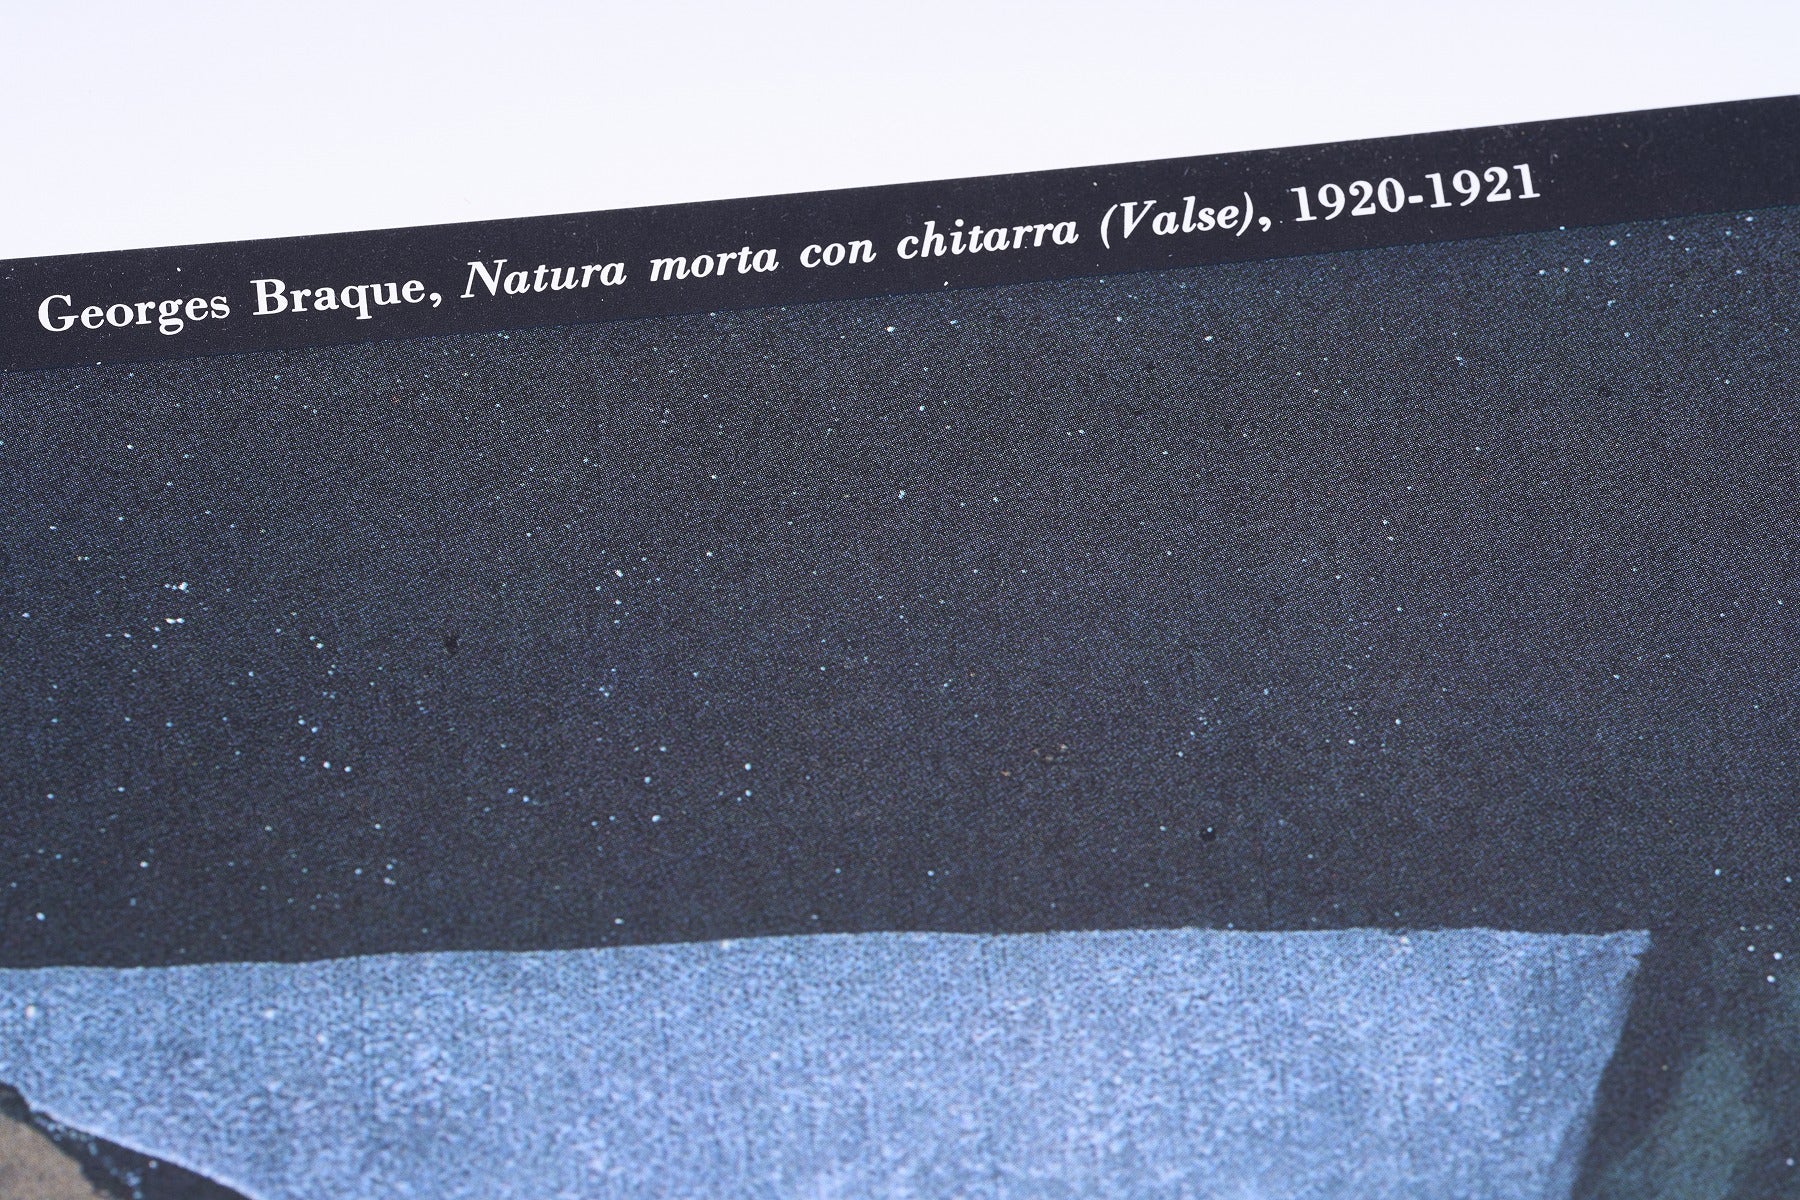 Georges Braque, Natura morta con chitarra (Valse), 1920-1921